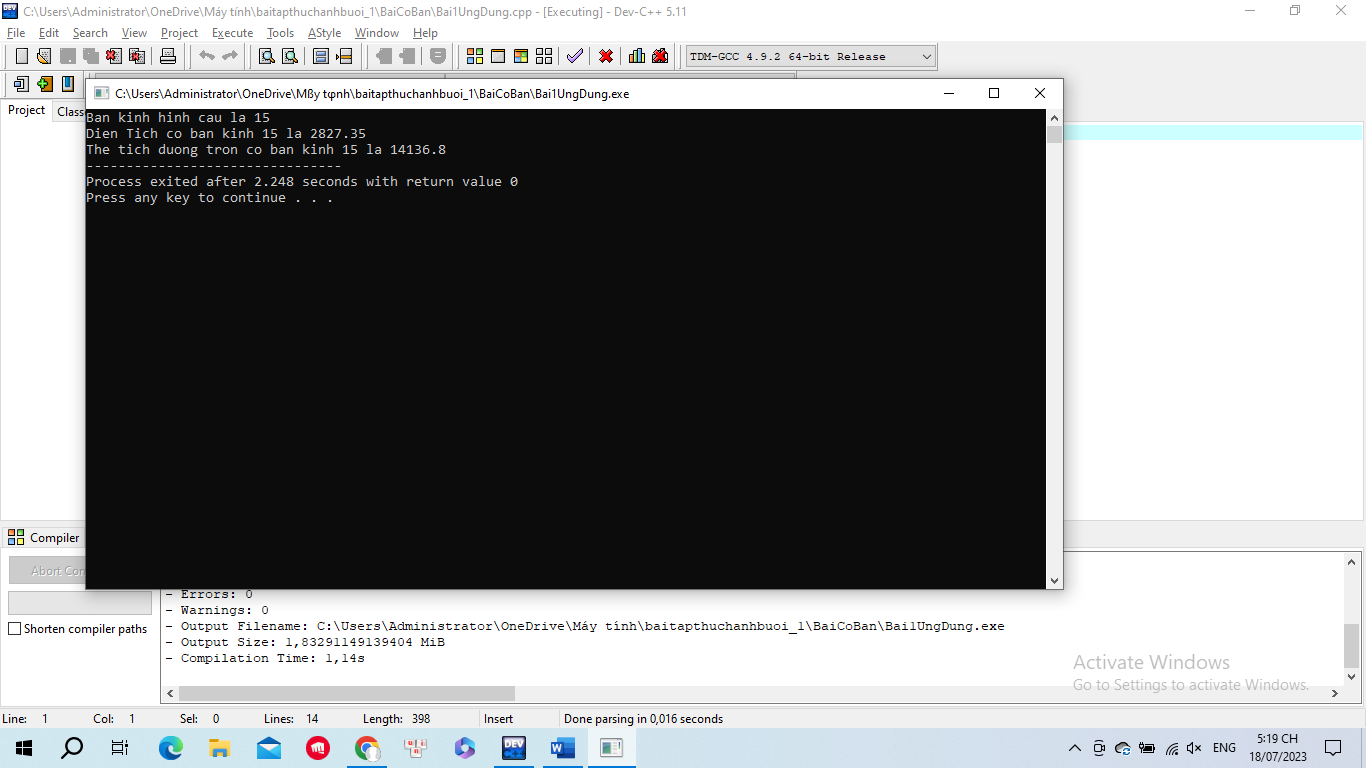 C:\Users\Administrator\OneDrive\Máy tính\baitapthuchanhbuoi_1\BaiCoBan\Bai1UngDung.cpp - [Executing] - Dev-C++ 5.11
File Edit Search View Project Execute Tools AStyle Window Help
TDM-GCC 4.9.2 64-bit Release
Project Class
C:\Users\Administrator\OneDrive\Mßy tφnh\baitapthuchanhbuoi_1\BaiCoBan\Bai1UngDung.exe
Ban kinh hinh cau la 15
Dien Tich co ban kinh 15 la 2827.35
The tich duong tron co ban kinh 15 la 14136.8
--------------------------------
Process exited after 2.248 seconds with return value 0
Press any key to continue . . .
Compiler
Abort Con
Shorten compiler paths
- Errors: 0
- Warnings: 0
- Output Filename: C:\Users\Administrator\OneDrive\Máy tính\baitapthuchanhbuoi_1\BaiCoBan\Bai1UngDung.exe
- Output Size: 1,83291149139404 MiB
- Compilation Time: 1,14s
Activate Windows
Go to Settings to activate Windows.
Line: 1 Col: 1 Sel: 0 Lines: 14 Length: 398 Insert Done parsing in 0,016 seconds
DEV
W
ENG
5:19 CH
18/07/2023